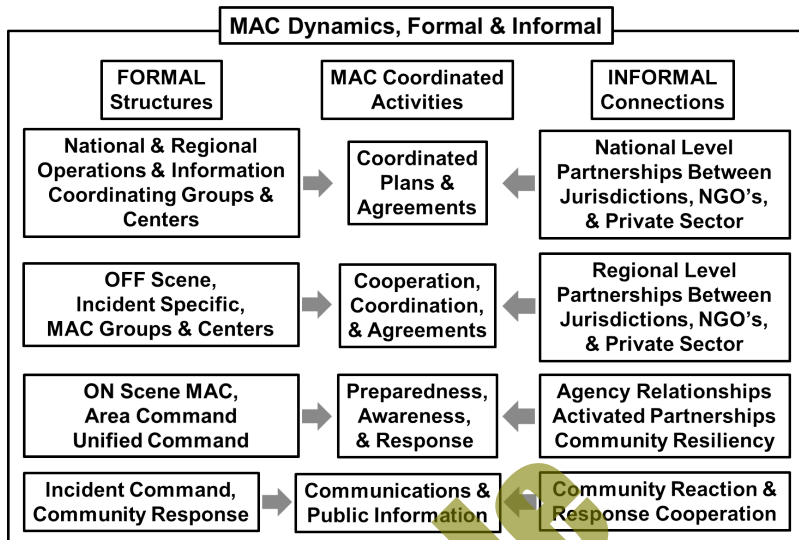 MAC Dynamics, Formal & Informal
FORMAL
Structures
MAC Coordinated
Activities
INFORMAL
Connections
National & Regional
Operations & Information
Coordinating Groups &
Centers
Coordinated
Plans &
Agreements
National Level
Partnerships Between
Jurisdictions, NGO's,
& Private Sector
OFF Scene,
Incident Specific,
MAC Groups & Centers
Cooperation,
Coordination,
& Agreements
Regional Level
Partnerships Between
Jurisdictions, NGO's,
& Private Sector
ON Scene MAC,
Area Command
Unified Command
Preparedness,
Awareness,
& Response
Agency Relationships
Activated Partnerships
Community Resiliency
Incident Command,
Community Response
Communications &
Public Information
Community Reaction &
Response Cooperation